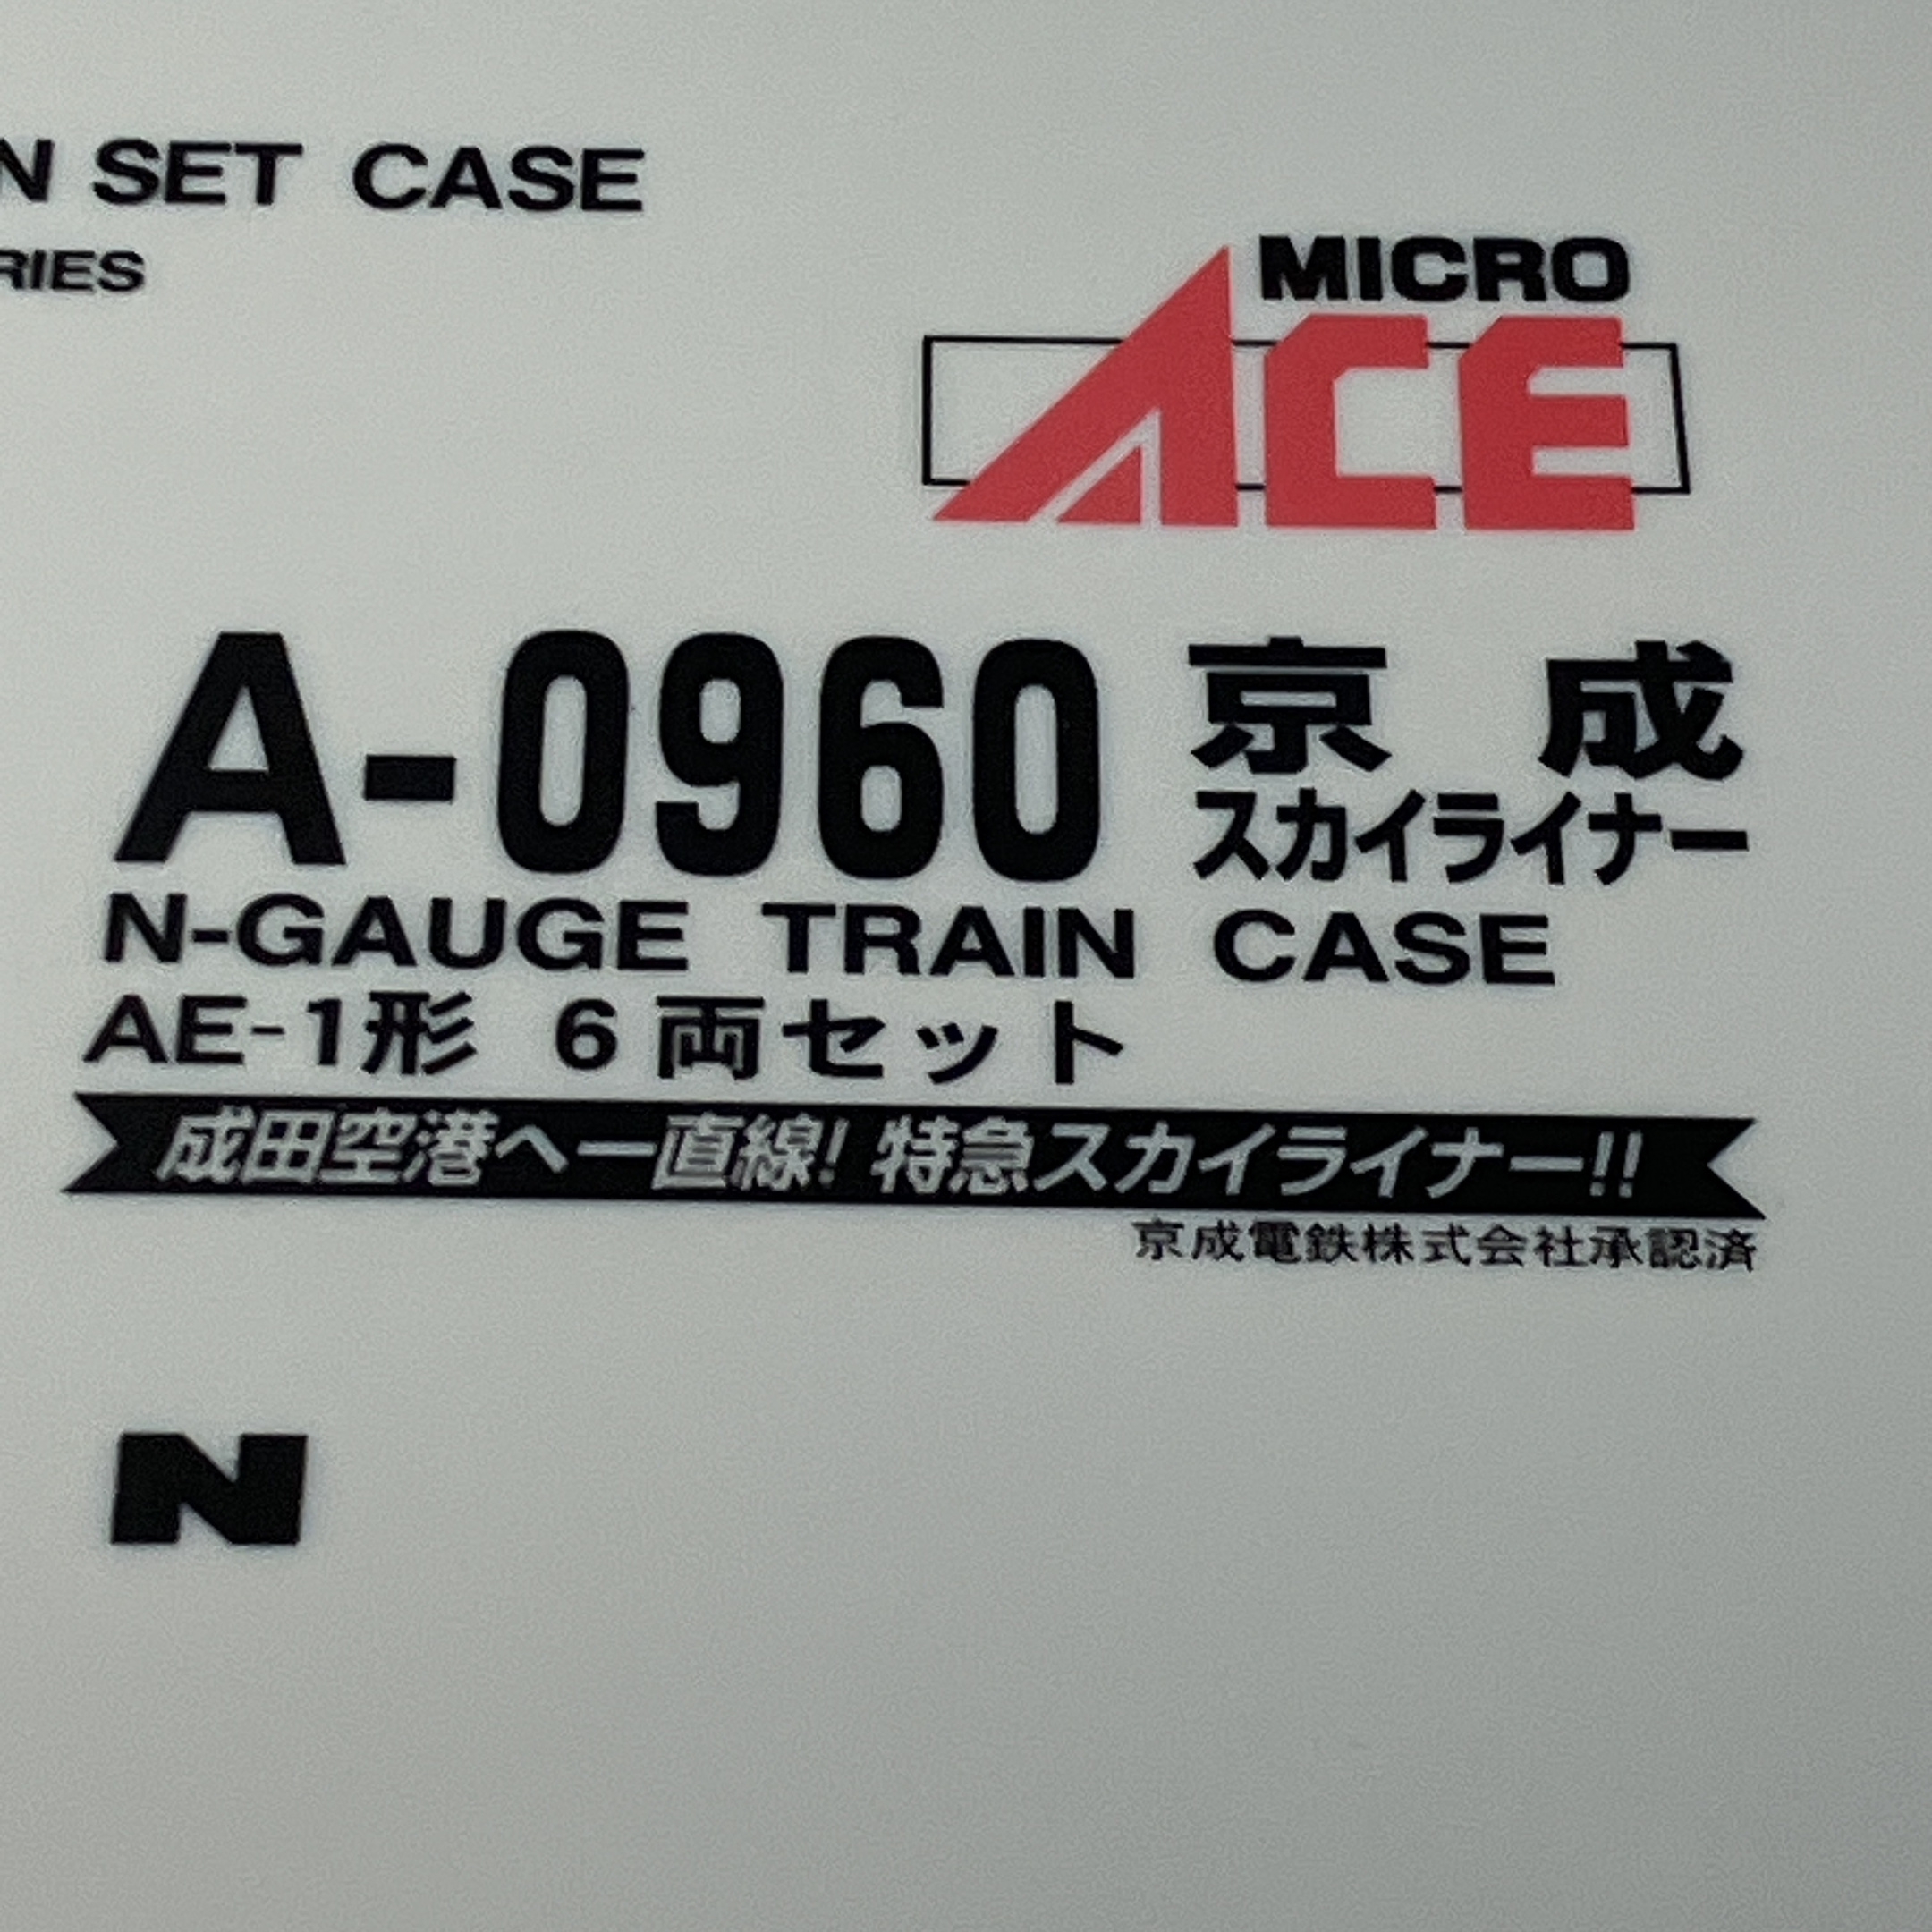 N SET CASE
RIES
MICRO
ACE
A-0960 京成
スカイライナー
N-GAUGE TRAIN CASE
AE-1形 6両セット
成田空港へ一直線! 特急スカイライナー!!
京成電鉄株式会社承認済
N